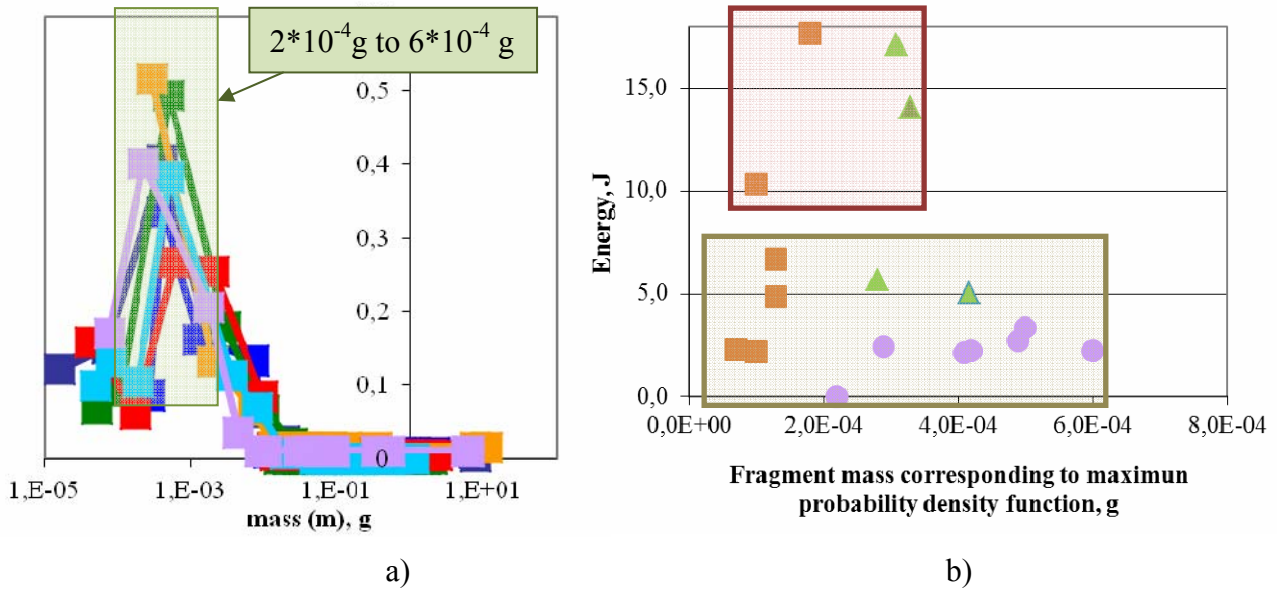 2*10⁻⁴g to 6*10⁻⁴ g
0,5
0,4
0,3
0,2
0,1
0
1,E-05
1,E-03
1,E-01
1,E+01
mass (m), g
a)
15,0
10,0
5,0
0,0
Energy, J
0,0E+00
2,0E-04
4,0E-04
6,0E-04
8,0E-04
Fragment mass corresponding to maximun
probability density function, g
b)